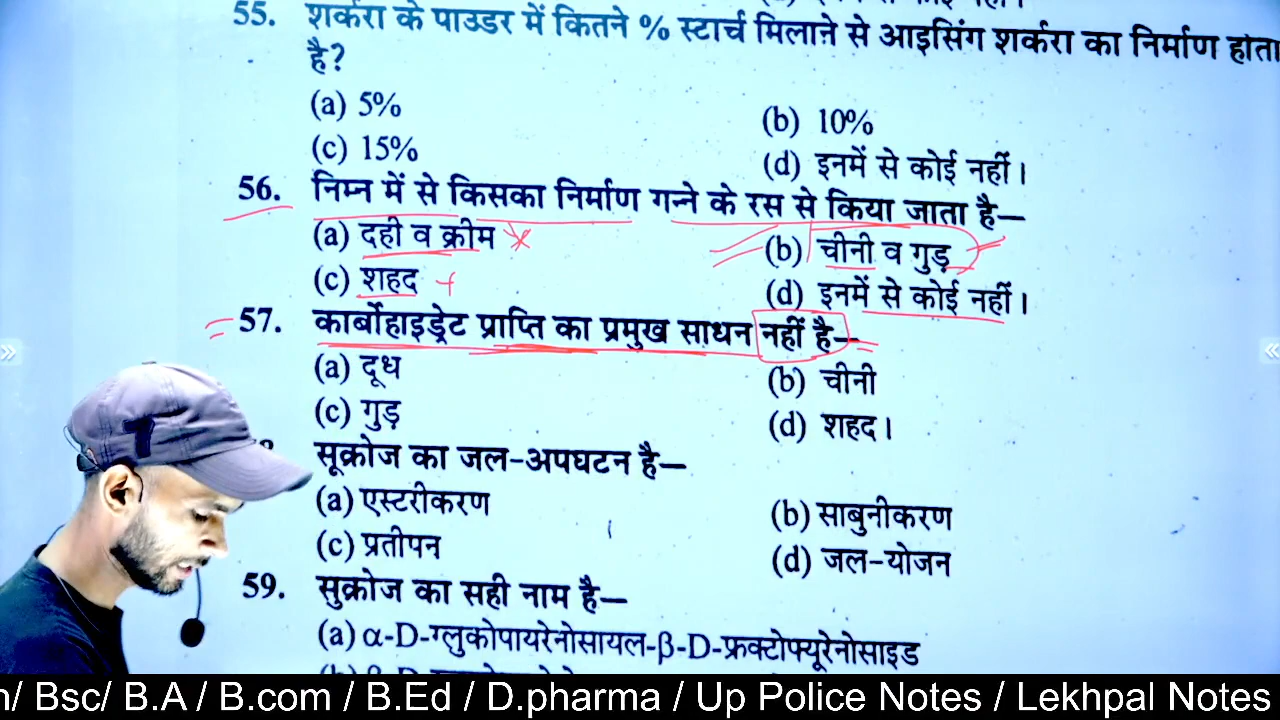 55. शर्करा के पाउडर में कितने % स्टार्च मिलाने से आइसिंग शर्करा का निर्माण होता
है?
(a) 5%
(b) 10%
(c) 15%
(d) इनमें से कोई नहीं।
56. निम्न में से किसका निर्माण गन्ने के रस से किया जाता है—
(a) दही व क्रीम
(b) चीनी व गुड़
(c) शहद
(d) इनमें से कोई नहीं।
57. कार्बोहाइड्रेट प्राप्ति का प्रमुख साधन नहीं है—
(a) दूध
(b) चीनी
(c) गुड़
(d) शहद।
सूक्रोज का जल-अपघटन है—
(a) एस्टरीकरण
(b) साबुनीकरण
(c) प्रतीपन
(d) जल-योजन
59. सुक्रोज का सही नाम है—
(a) α-D-ग्लुकोपायरेनोसायल-β-D-फ्रक्टोफ्यूरेनोसाइड
/ Bsc/ B.A / B.com / B.Ed / D.pharma / Up Police Notes / Lekhpal Notes